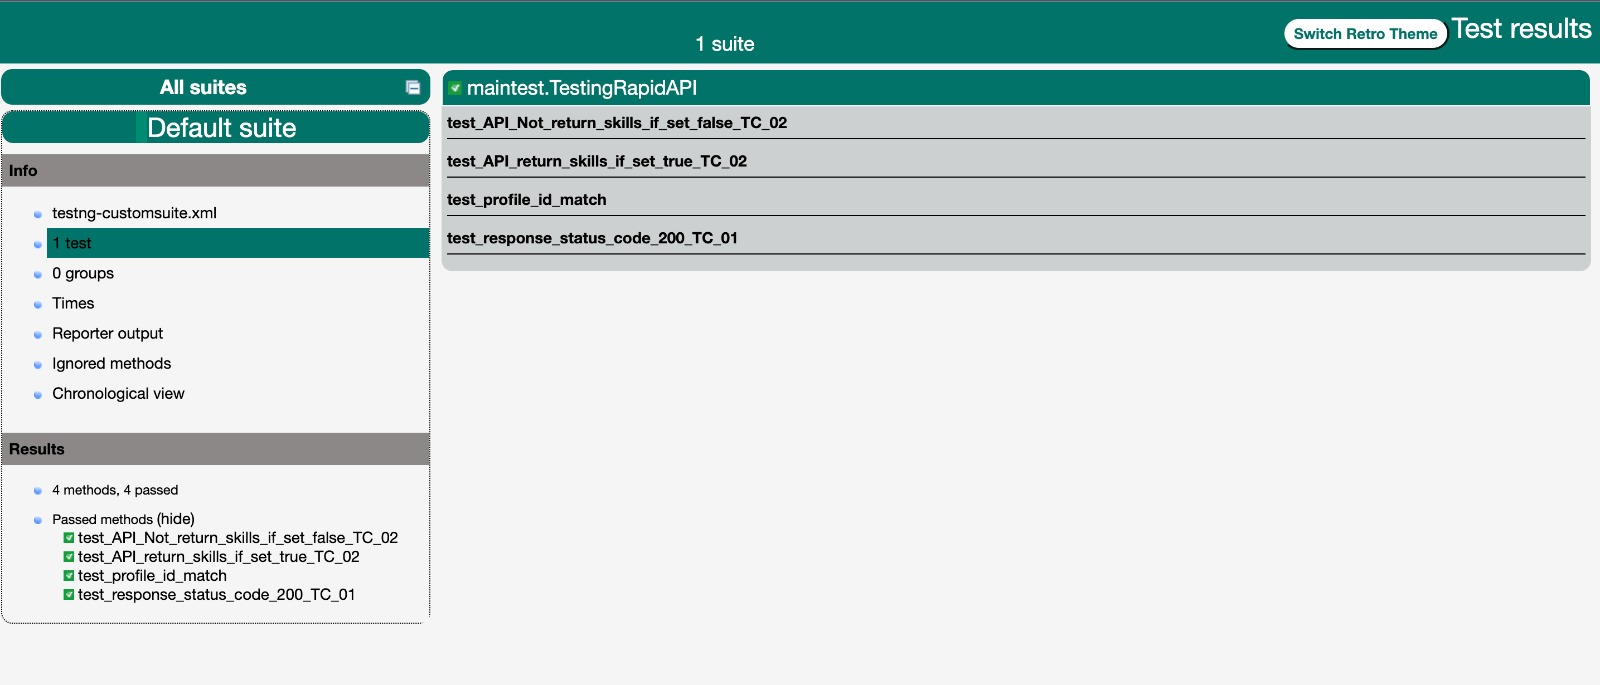 1 suite
Switch Retro Theme
Test results
All suites
Default suite
Info
testng-customsuite.xml
1 test
0 groups
Times
Reporter output
Ignored methods
Chronological view
Results
4 methods, 4 passed
Passed methods (hide)
test_API_Not_return_skills_if_set_false_TC_02
test_API_return_skills_if_set_true_TC_02
test_profile_id_match
test_response_status_code_200_TC_01
maintest.TestingRapidAPI
test_API_Not_return_skills_if_set_false_TC_02
test_API_return_skills_if_set_true_TC_02
test_profile_id_match
test_response_status_code_200_TC_01